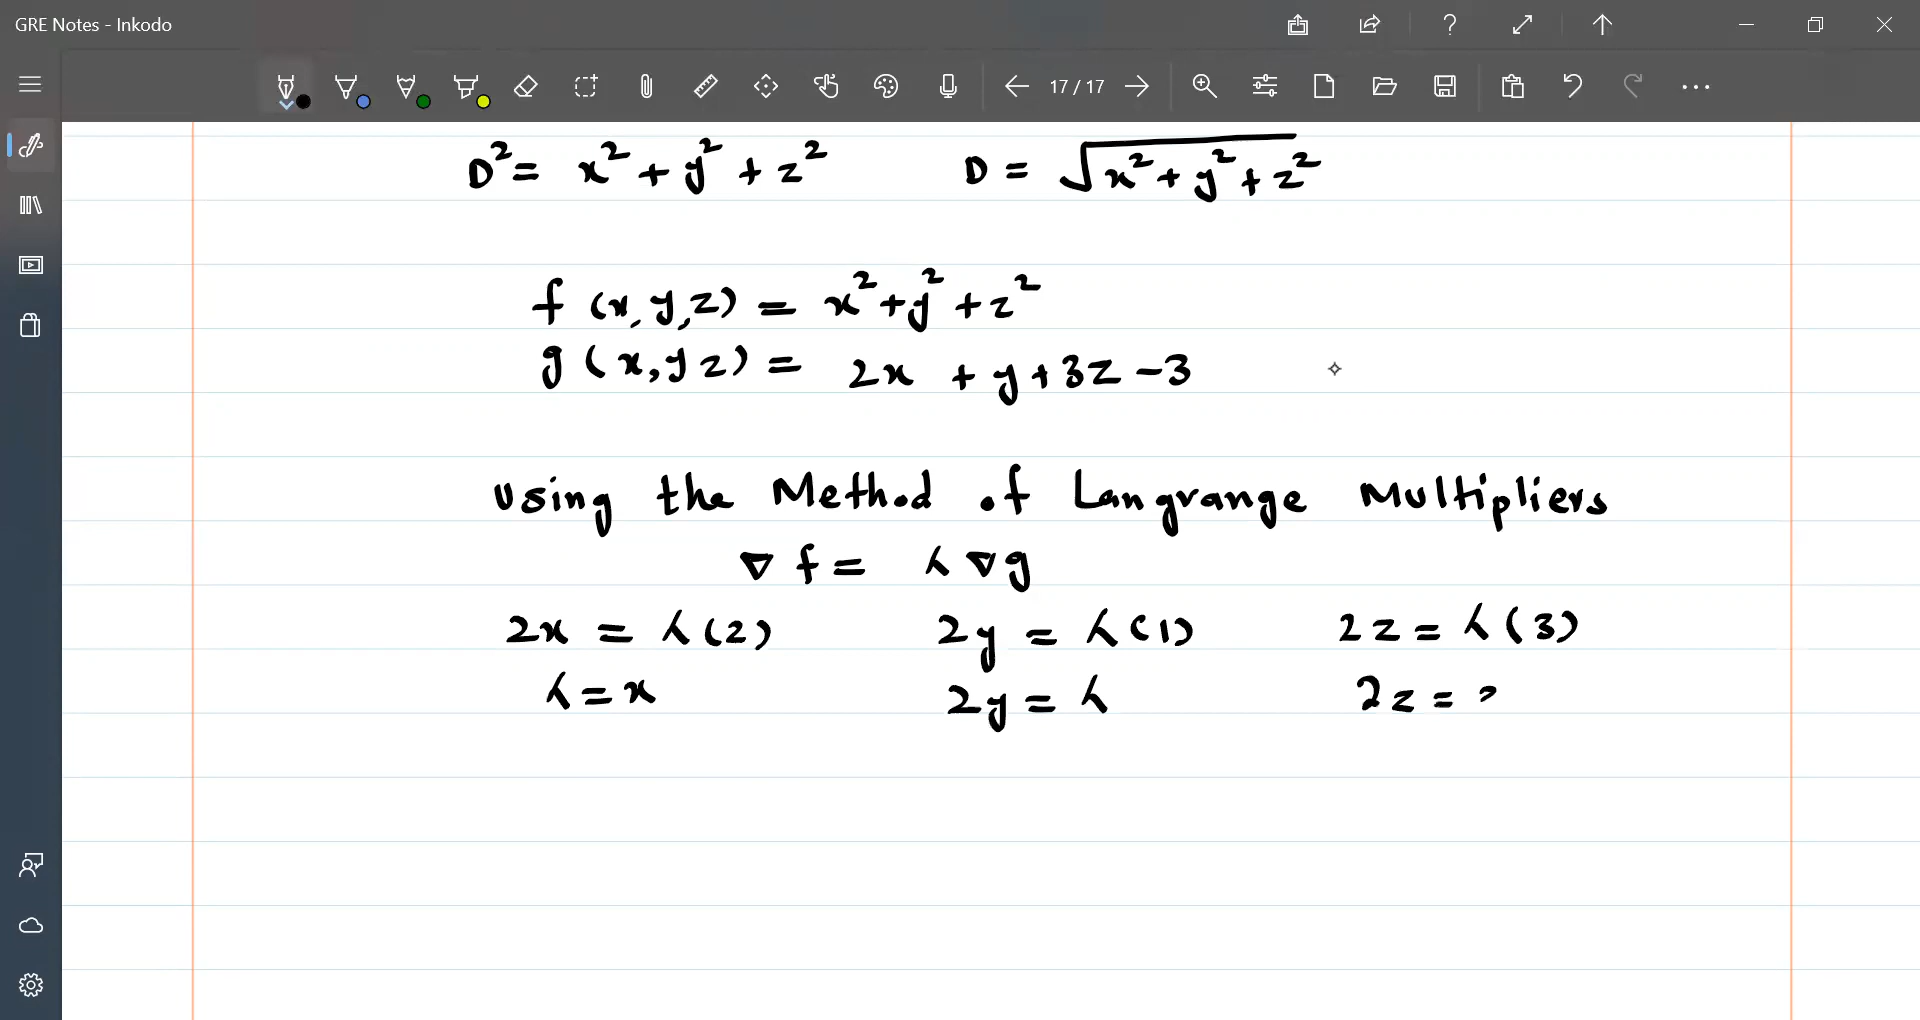 GRE Notes - Inkodo
17 / 17
D² = x² + y² + z² D = √x² + y² + z²
f (x, y, z) = x² + y² + z²
g (x, y z) = 2x + y + 3z - 3
Using the Method of Langrange Multipliers
∇ f = λ ∇ g
2x = λ (2) 2y = λ (1) 2z = λ (3)
λ = x 2y = λ 2z =